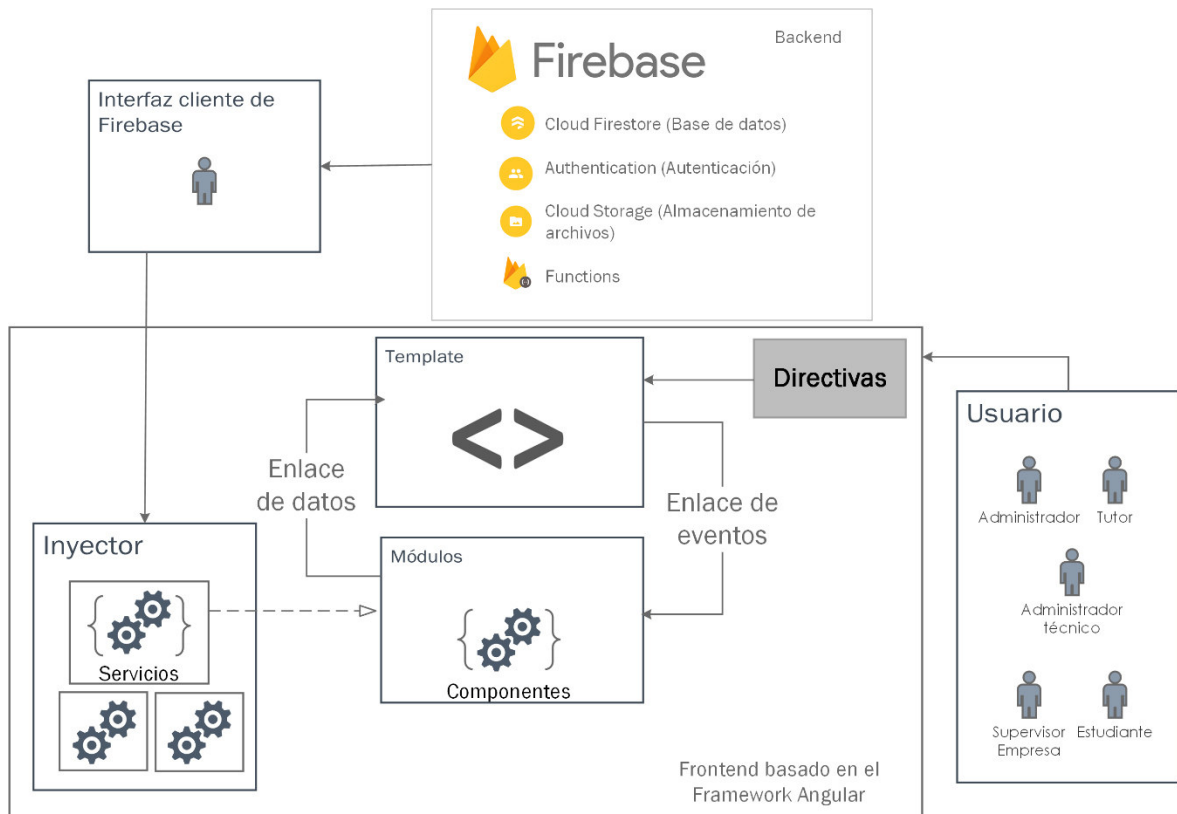 Backend
Firebase
Cloud Firestore (Base de datos)
Authentication (Autenticación)
Cloud Storage (Almacenamiento de
archivos)
Functions
Interfaz cliente de
Firebase
Template
Directivas
Enlace
de datos
Enlace de
eventos
Inyector
Servicios
Módulos
Componentes
Frontend basado en el
Framework Angular
Usuario
Administrador
Tutor
Administrador
técnico
Supervisor
Empresa
Estudiante